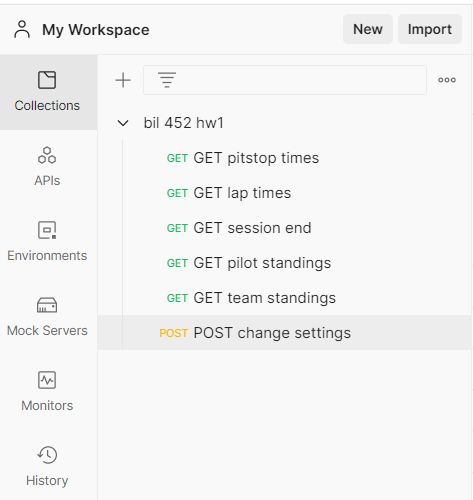 My Workspace
New
Import
Collections
APIs
Environments
Mock Servers
Monitors
History
bil 452 hw1
GET GET pitstop times
GET GET lap times
GET GET session end
GET GET pilot standings
GET GET team standings
POST POST change settings